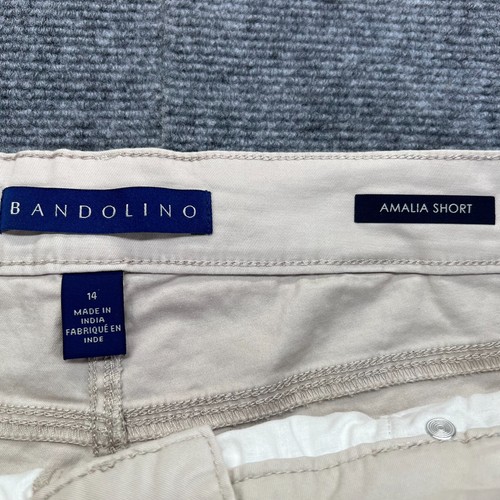 BANDOLINO
AMALIA SHORT
14
MADE IN
INDIA
FABRIQUÉ EN
INDE